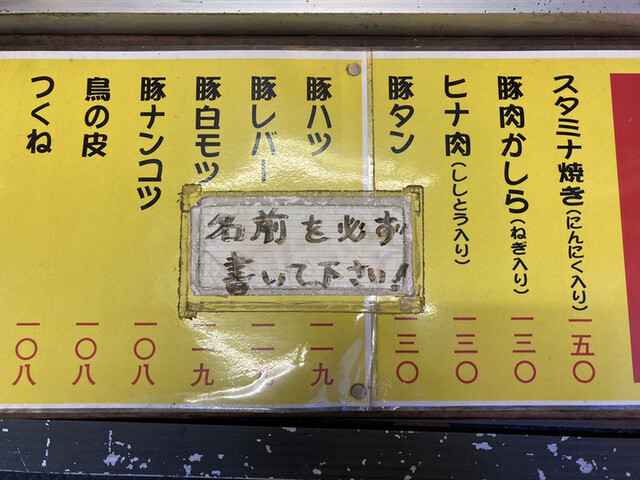 スタミナ焼き(にんにく入り) 一五〇
豚肉かしら(ねぎ入り) 一三〇
ヒナ肉(ししとう入り) 一三〇
豚タン 一三〇
豚ハツ 一一九
豚レバー 一一九
豚白モツ 一一九
豚ナンコツ 一〇八
鳥の皮 一〇八
つくね 一〇八
名前を必ず
書いて下さい!